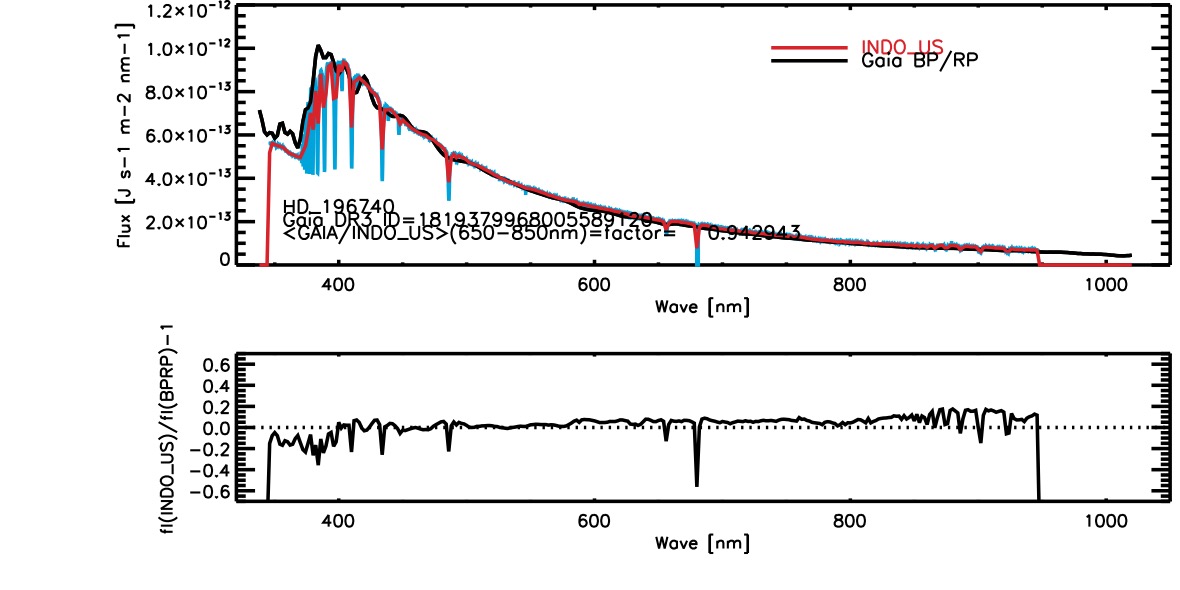 1.2×10−12
1.0×10−12
8.0×10−13
6.0×10−13
4.0×10−13
2.0×10−13
0
Flux [J s−1 m−2 nm−1]
INDO_US
Gaia BP/RP
HD_196740
Gaia DR3 ID=1819379968005589120
<GAIA/INDO_US>(650−850nm)=factor= 0.942943
400 600 800 1000
Wave [nm]
fl(INDO_US)/fl(BPRP)−1
0.6
0.4
0.2
0.0
−0.2
−0.4
−0.6
400 600 800 1000
Wave [nm]